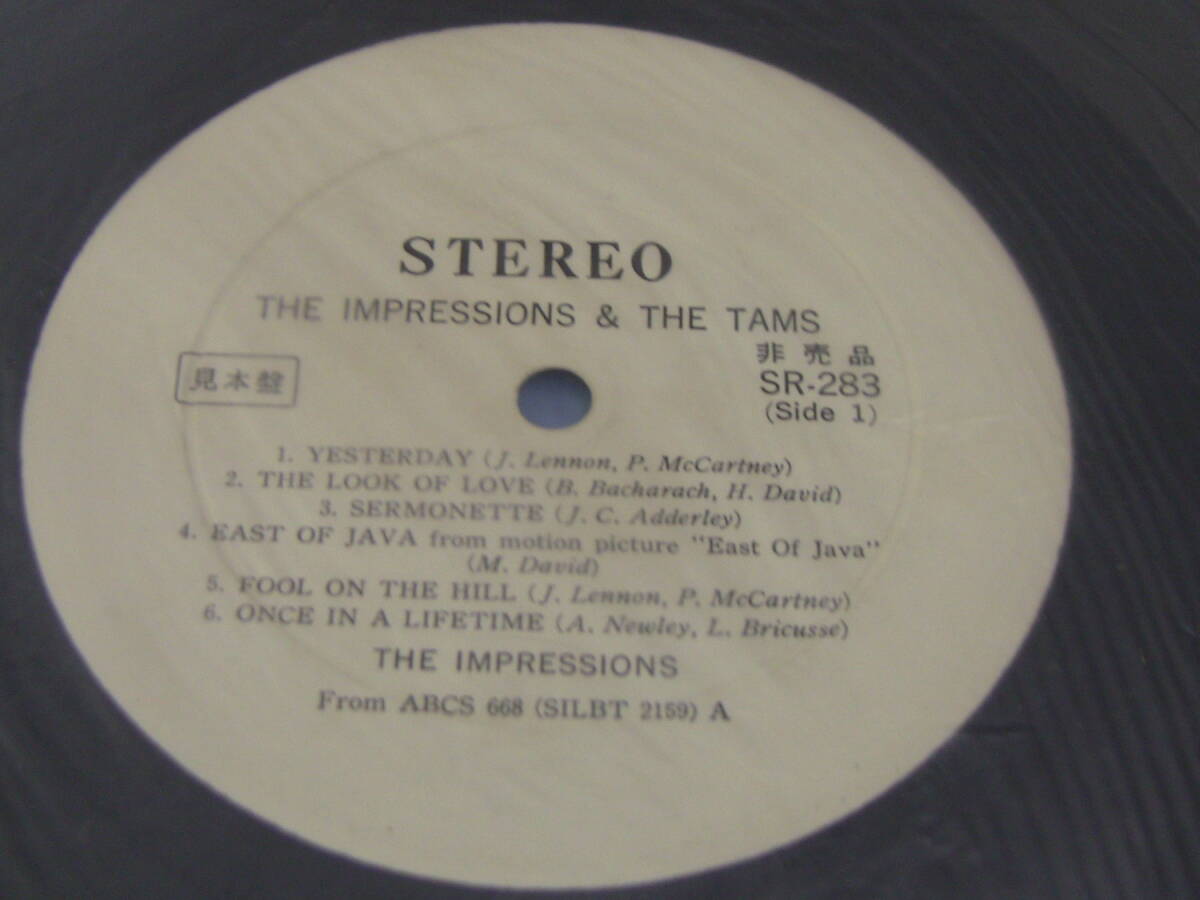 STEREO
THE IMPRESSIONS & THE TAMS
見本盤
非売品
SR-283
(Side 1)
1. YESTERDAY (J. Lennon, P. McCartney)
2. THE LOOK OF LOVE (B. Bacharach, H. David)
3. SERMONETTE (J. C. Adderley)
4. EAST OF JAVA from motion picture "East Of Java"
(M. David)
5. FOOL ON THE HILL (J. Lennon, P. McCartney)
6. ONCE IN A LIFETIME (A. Newley, L. Bricusse)
THE IMPRESSIONS
From ABCS 668 (SILBT 2159) A